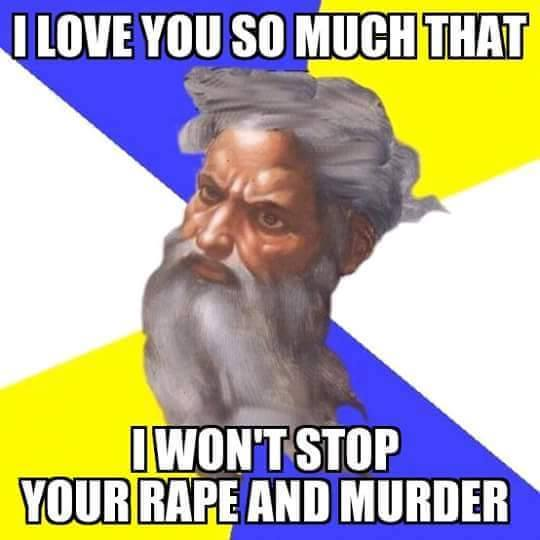 I LOVE YOU SO MUCH THAT
I WON'T STOP
YOUR RAPE AND MURDER